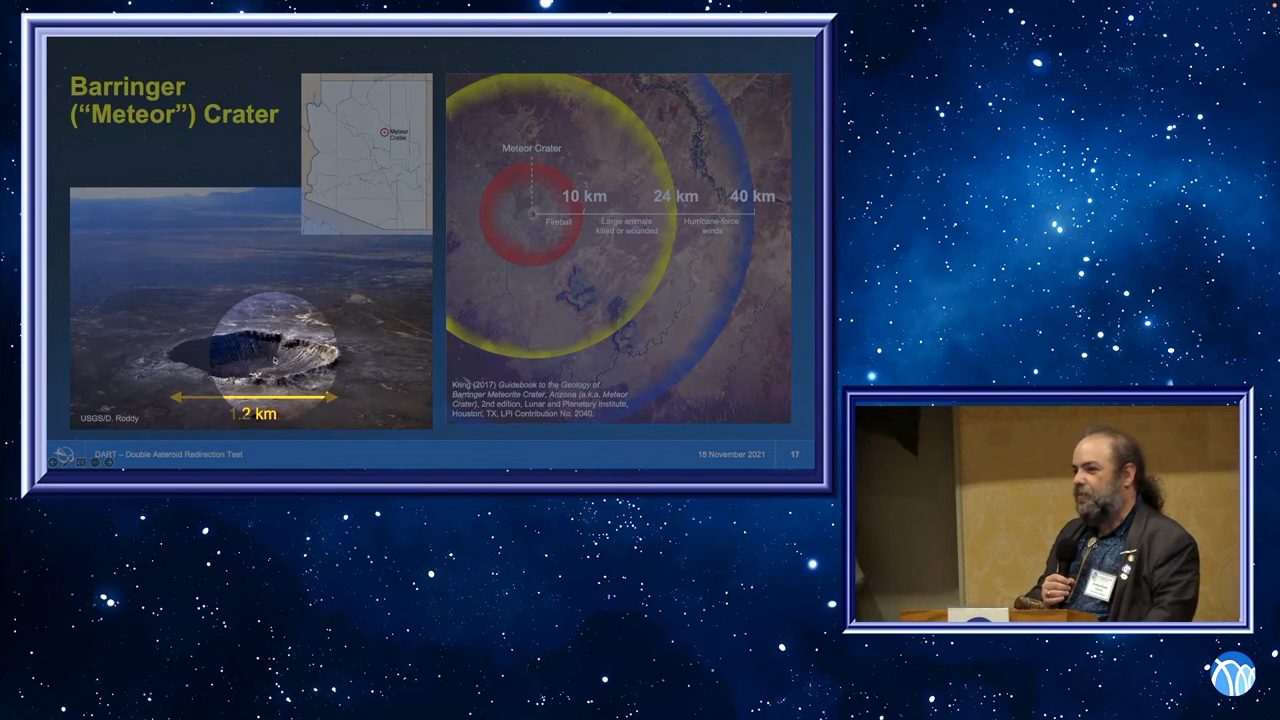 Barringer
(“Meteor”) Crater
Meteor
Crater
USGS/D. Roddy
1.2 km
Meteor Crater
10 km
24 km
40 km
Fireball
Large animals
killed or wounded
Hurricane-force
winds
Kring (2017) Guidebook to the Geology of
Barringer Meteorite Crater, Arizona (a.k.a. Meteor
Crater), 2nd edition, Lunar and Planetary Institute,
Houston, TX, LPI Contribution No. 2040.
DART – Double Asteroid Redirection Test
18 November 2021
17